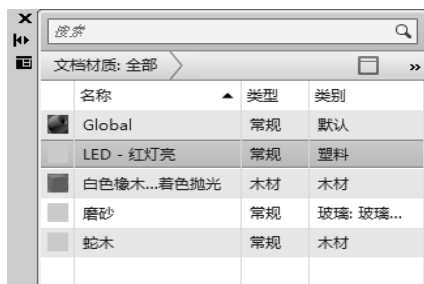 搜索
文档材质: 全部 »
名称 类型 类别
Global 常规 默认
LED - 红灯亮 常规 塑料
白色橡木...着色抛光 木材 木材
磨砂 常规 玻璃: 玻璃...
蛇木 常规 木材